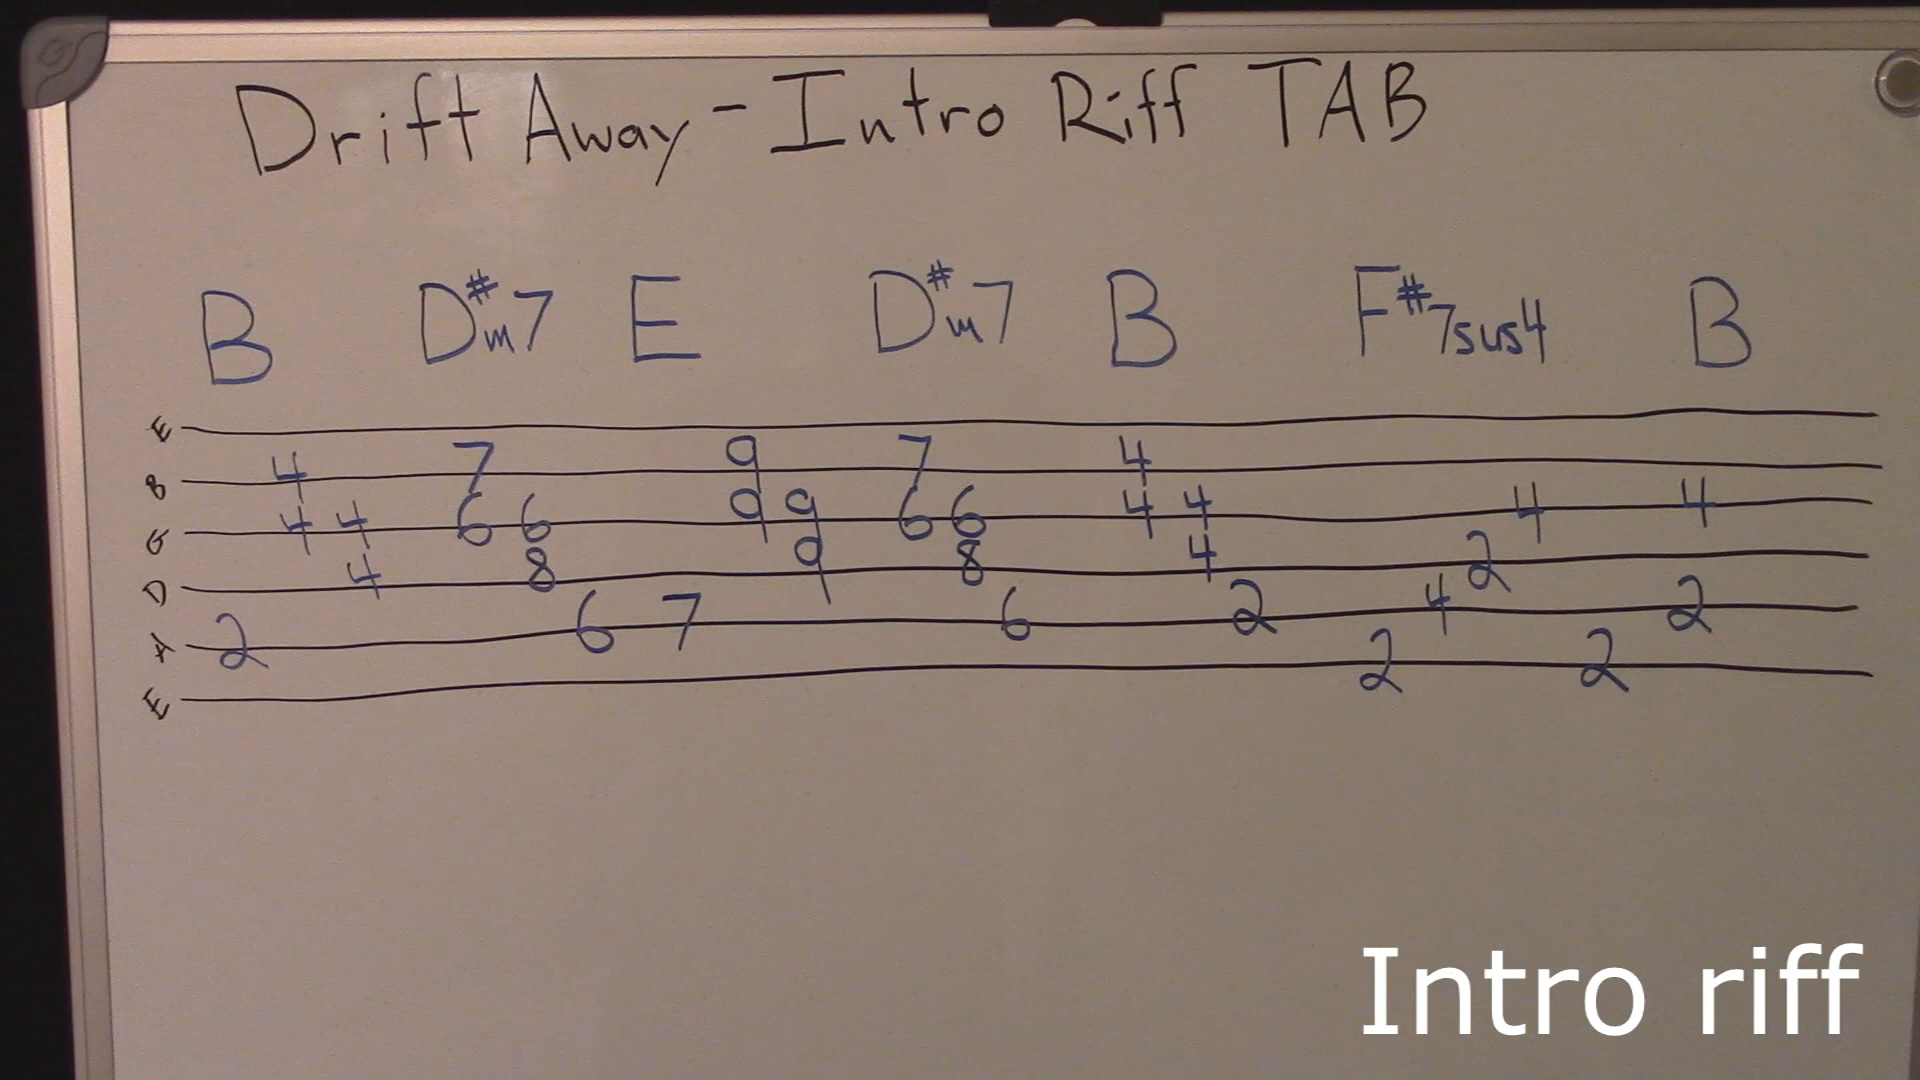 Drift Away - Intro Riff TAB
B D#m7 E D#m7 B F#7sus4 B
E
B 4 7 9 7 4
G 4 4 6 6 9 9 6 6 4 4 4 4
D 4 8 9 8 4 2
A 2 6 7 6 2 4 2
E 2 2
Intro riff